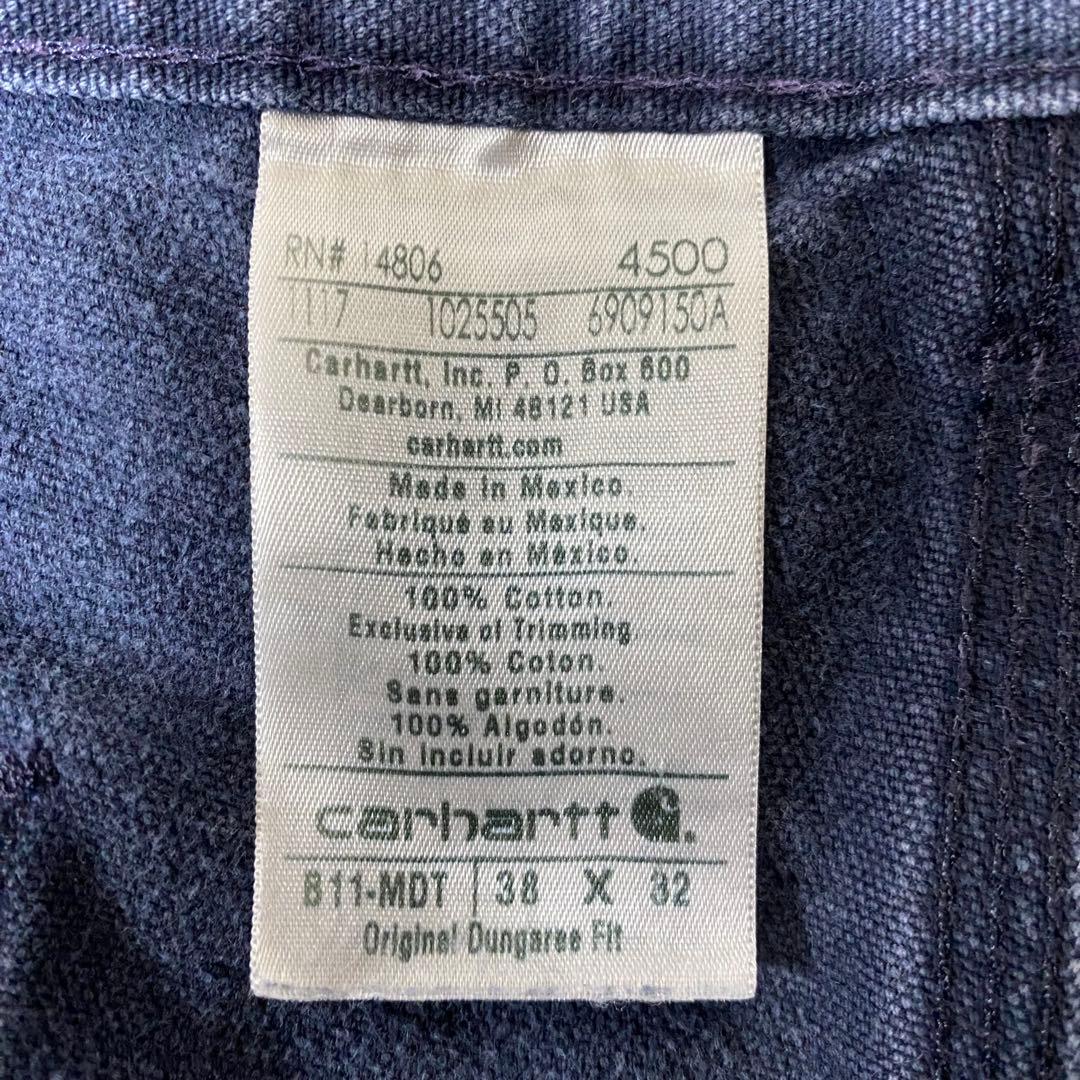 RN# 14806 4500
1117 1025505 6909150A
Carhartt, Inc. P. O. Box 600
Dearborn, MI 48121 USA
carhartt.com
Made in Mexico.
Fabriqué au Mexique.
Hecho en México.
100% Cotton.
Exclusive of Trimming.
100% Coton.
Sans garniture.
100% Algodón.
Sin incluir adorno.
carhartt
B11-MDT 38 X 32
Original Dungaree Fit